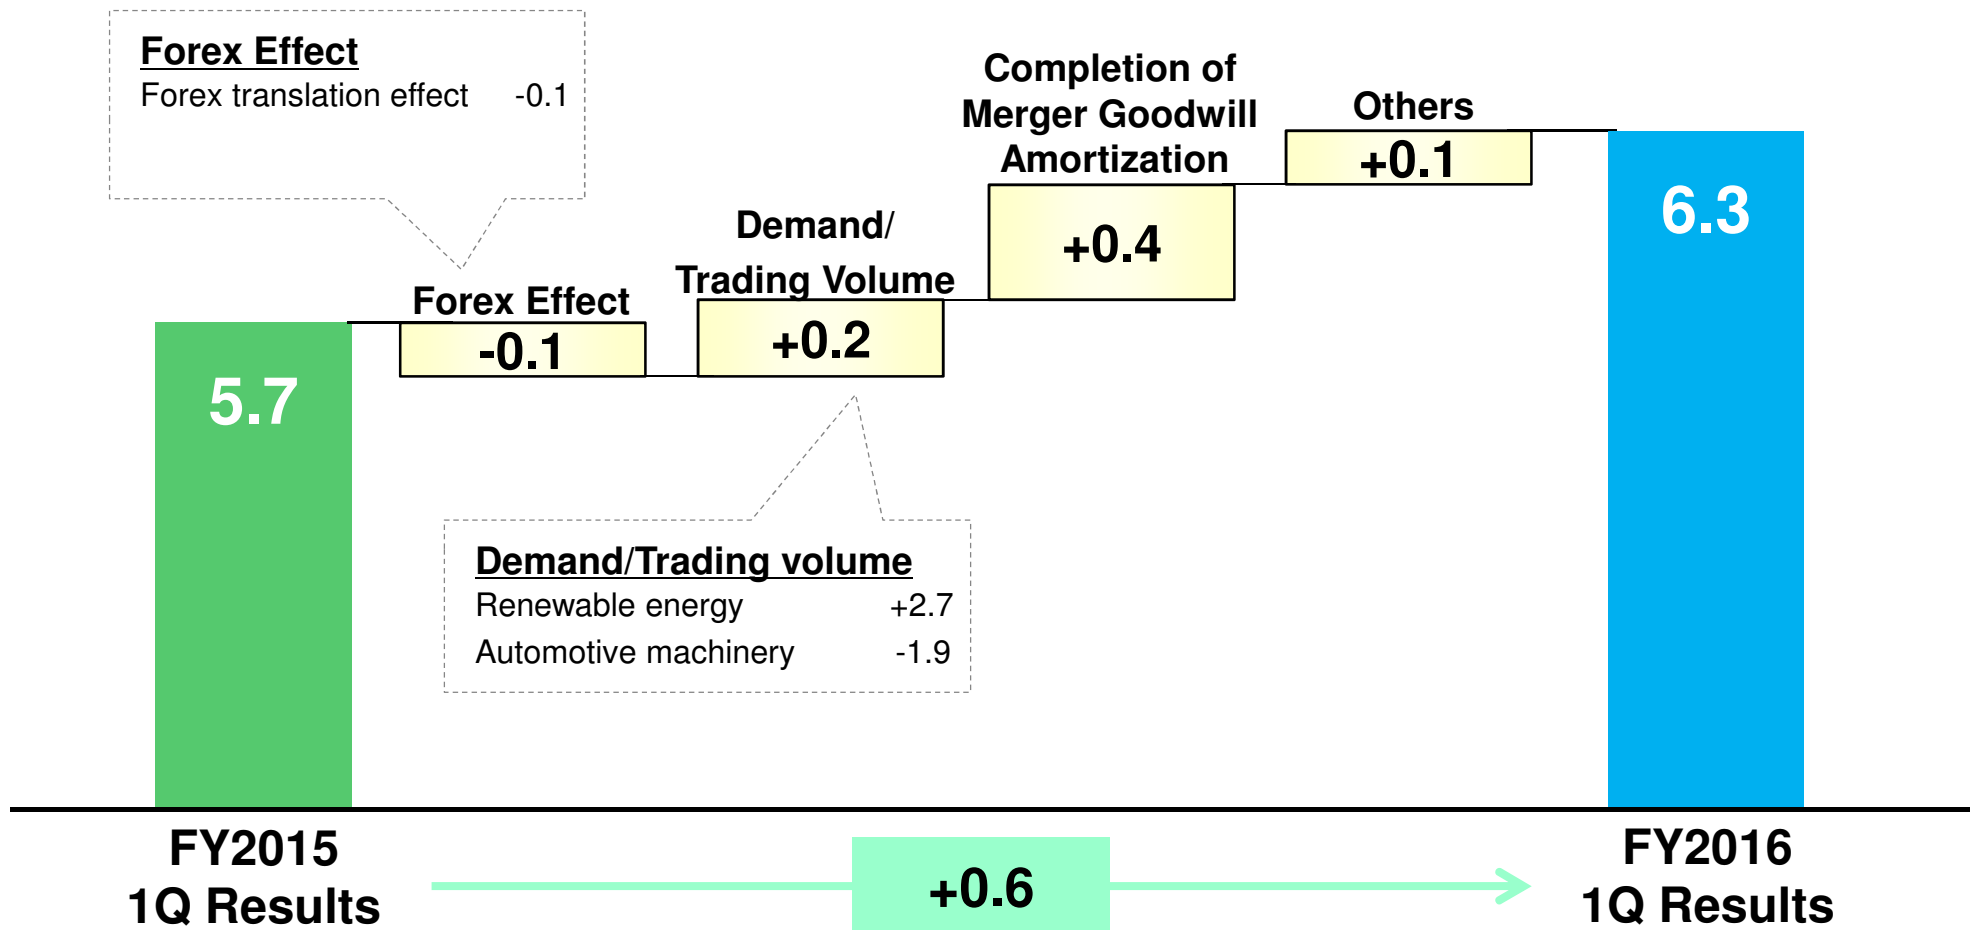 Forex Effect
Forex translation effect -0.1
Completion of
Merger Goodwill
Amortization
Others
+0.1
6.3
Demand/
Trading Volume
+0.4
Forex Effect
-0.1
+0.2
5.7
Demand/Trading volume
Renewable energy +2.7
Automotive machinery -1.9
FY2015
1Q Results
+0.6
FY2016
1Q Results